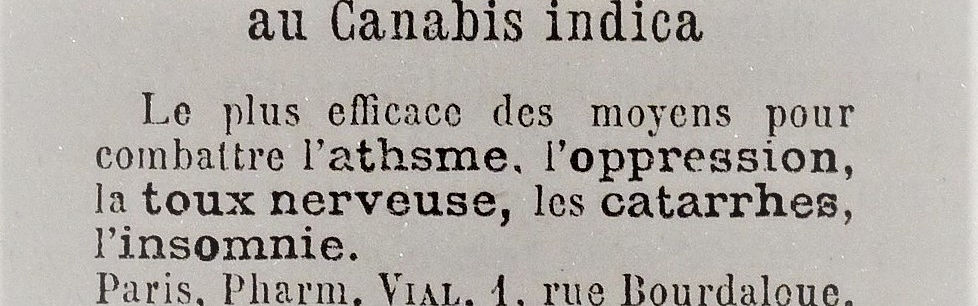 au Canabis indica
Le plus efficace des moyens pour
combattre l'athsme, l'oppression,
la toux nerveuse, les catarrhes,
l'insomnie.
Paris, Pharm. VIAL, 1, rue Bourdaloue.